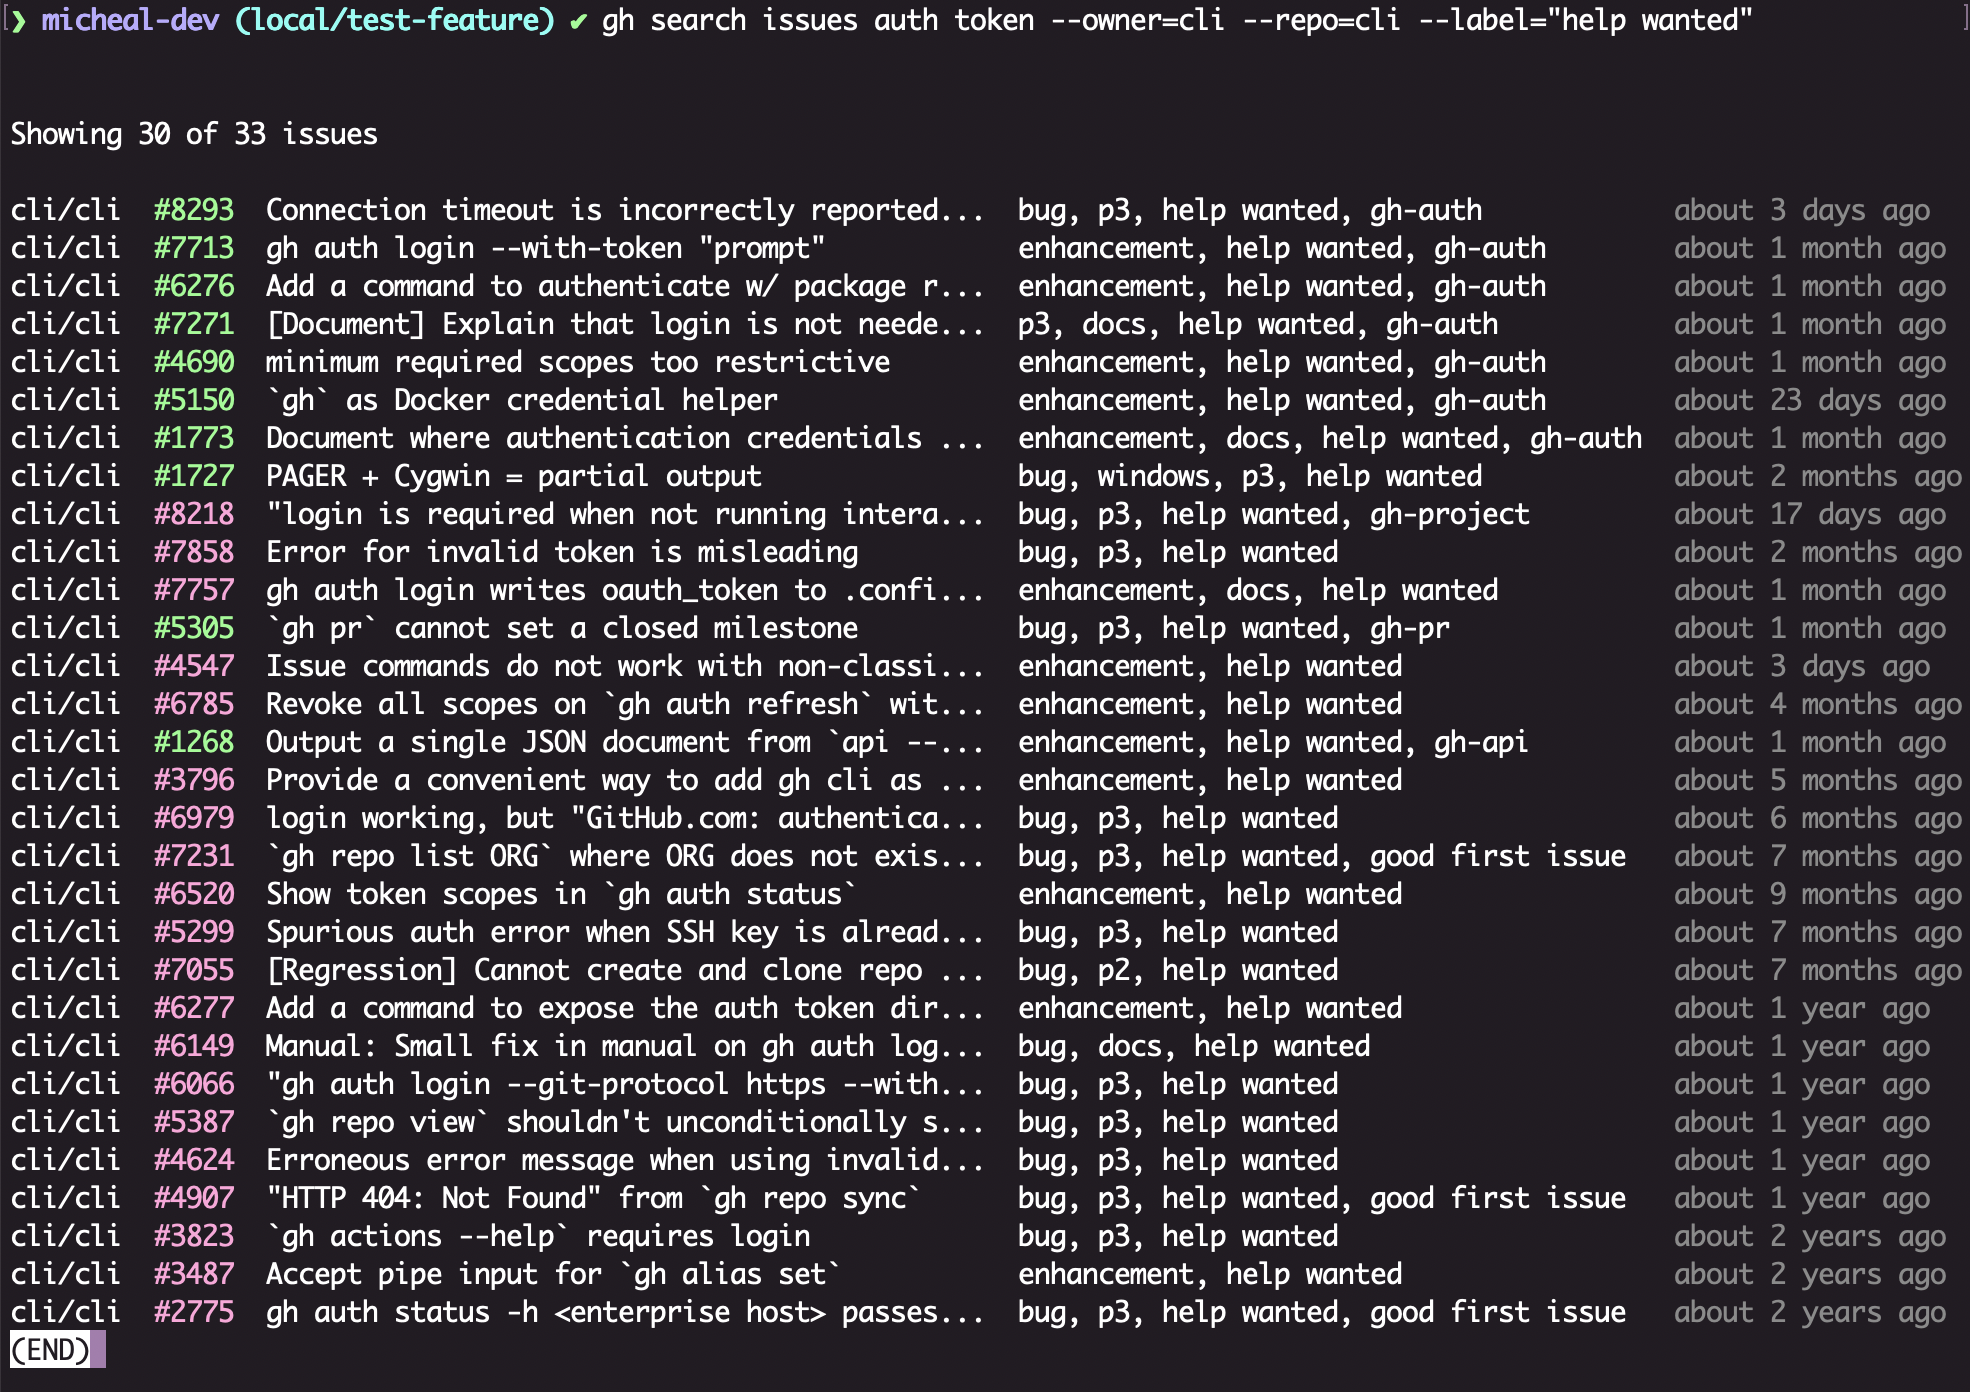 ❯ micheal-dev (local/test-feature) ✔ gh search issues auth token --owner=cli --repo=cli --label="help wanted"
Showing 30 of 33 issues
cli/cli #8293 Connection timeout is incorrectly reported... bug, p3, help wanted, gh-auth about 3 days ago
cli/cli #7713 gh auth login --with-token "prompt" enhancement, help wanted, gh-auth about 1 month ago
cli/cli #6276 Add a command to authenticate w/ package r... enhancement, help wanted, gh-auth about 1 month ago
cli/cli #7271 [Document] Explain that login is not neede... p3, docs, help wanted, gh-auth about 1 month ago
cli/cli #4690 minimum required scopes too restrictive enhancement, help wanted, gh-auth about 1 month ago
cli/cli #5150 `gh` as Docker credential helper enhancement, help wanted, gh-auth about 23 days ago
cli/cli #1773 Document where authentication credentials ... enhancement, docs, help wanted, gh-auth about 1 month ago
cli/cli #1727 PAGER + Cygwin = partial output bug, windows, p3, help wanted about 2 months ago
cli/cli #8218 "login is required when not running intera... bug, p3, help wanted, gh-project about 17 days ago
cli/cli #7858 Error for invalid token is misleading bug, p3, help wanted about 2 months ago
cli/cli #7757 gh auth login writes oauth_token to .confi... enhancement, docs, help wanted about 1 month ago
cli/cli #5305 `gh pr` cannot set a closed milestone bug, p3, help wanted, gh-pr about 1 month ago
cli/cli #4547 Issue commands do not work with non-classi... enhancement, help wanted about 3 days ago
cli/cli #6785 Revoke all scopes on `gh auth refresh` wit... enhancement, help wanted about 4 months ago
cli/cli #1268 Output a single JSON document from `api --... enhancement, help wanted, gh-api about 1 month ago
cli/cli #3796 Provide a convenient way to add gh cli as ... enhancement, help wanted about 5 months ago
cli/cli #6979 login working, but "GitHub.com: authentica... bug, p3, help wanted about 6 months ago
cli/cli #7231 `gh repo list ORG` where ORG does not exis... bug, p3, help wanted, good first issue about 7 months ago
cli/cli #6520 Show token scopes in `gh auth status` enhancement, help wanted about 9 months ago
cli/cli #5299 Spurious auth error when SSH key is alread... bug, p3, help wanted about 7 months ago
cli/cli #7055 [Regression] Cannot create and clone repo ... bug, p2, help wanted about 7 months ago
cli/cli #6277 Add a command to expose the auth token dir... enhancement, help wanted about 1 year ago
cli/cli #6149 Manual: Small fix in manual on gh auth log... bug, docs, help wanted about 1 year ago
cli/cli #6066 "gh auth login --git-protocol https --with... bug, p3, help wanted about 1 year ago
cli/cli #5387 `gh repo view` shouldn't unconditionally s... bug, p3, help wanted about 1 year ago
cli/cli #4624 Erroneous error message when using invalid... bug, p3, help wanted about 1 year ago
cli/cli #4907 "HTTP 404: Not Found" from `gh repo sync` bug, p3, help wanted, good first issue about 1 year ago
cli/cli #3823 `gh actions --help` requires login bug, p3, help wanted about 2 years ago
cli/cli #3487 Accept pipe input for `gh alias set` enhancement, help wanted about 2 years ago
cli/cli #2775 gh auth status -h <enterprise host> passes... bug, p3, help wanted, good first issue about 2 years ago
(END)